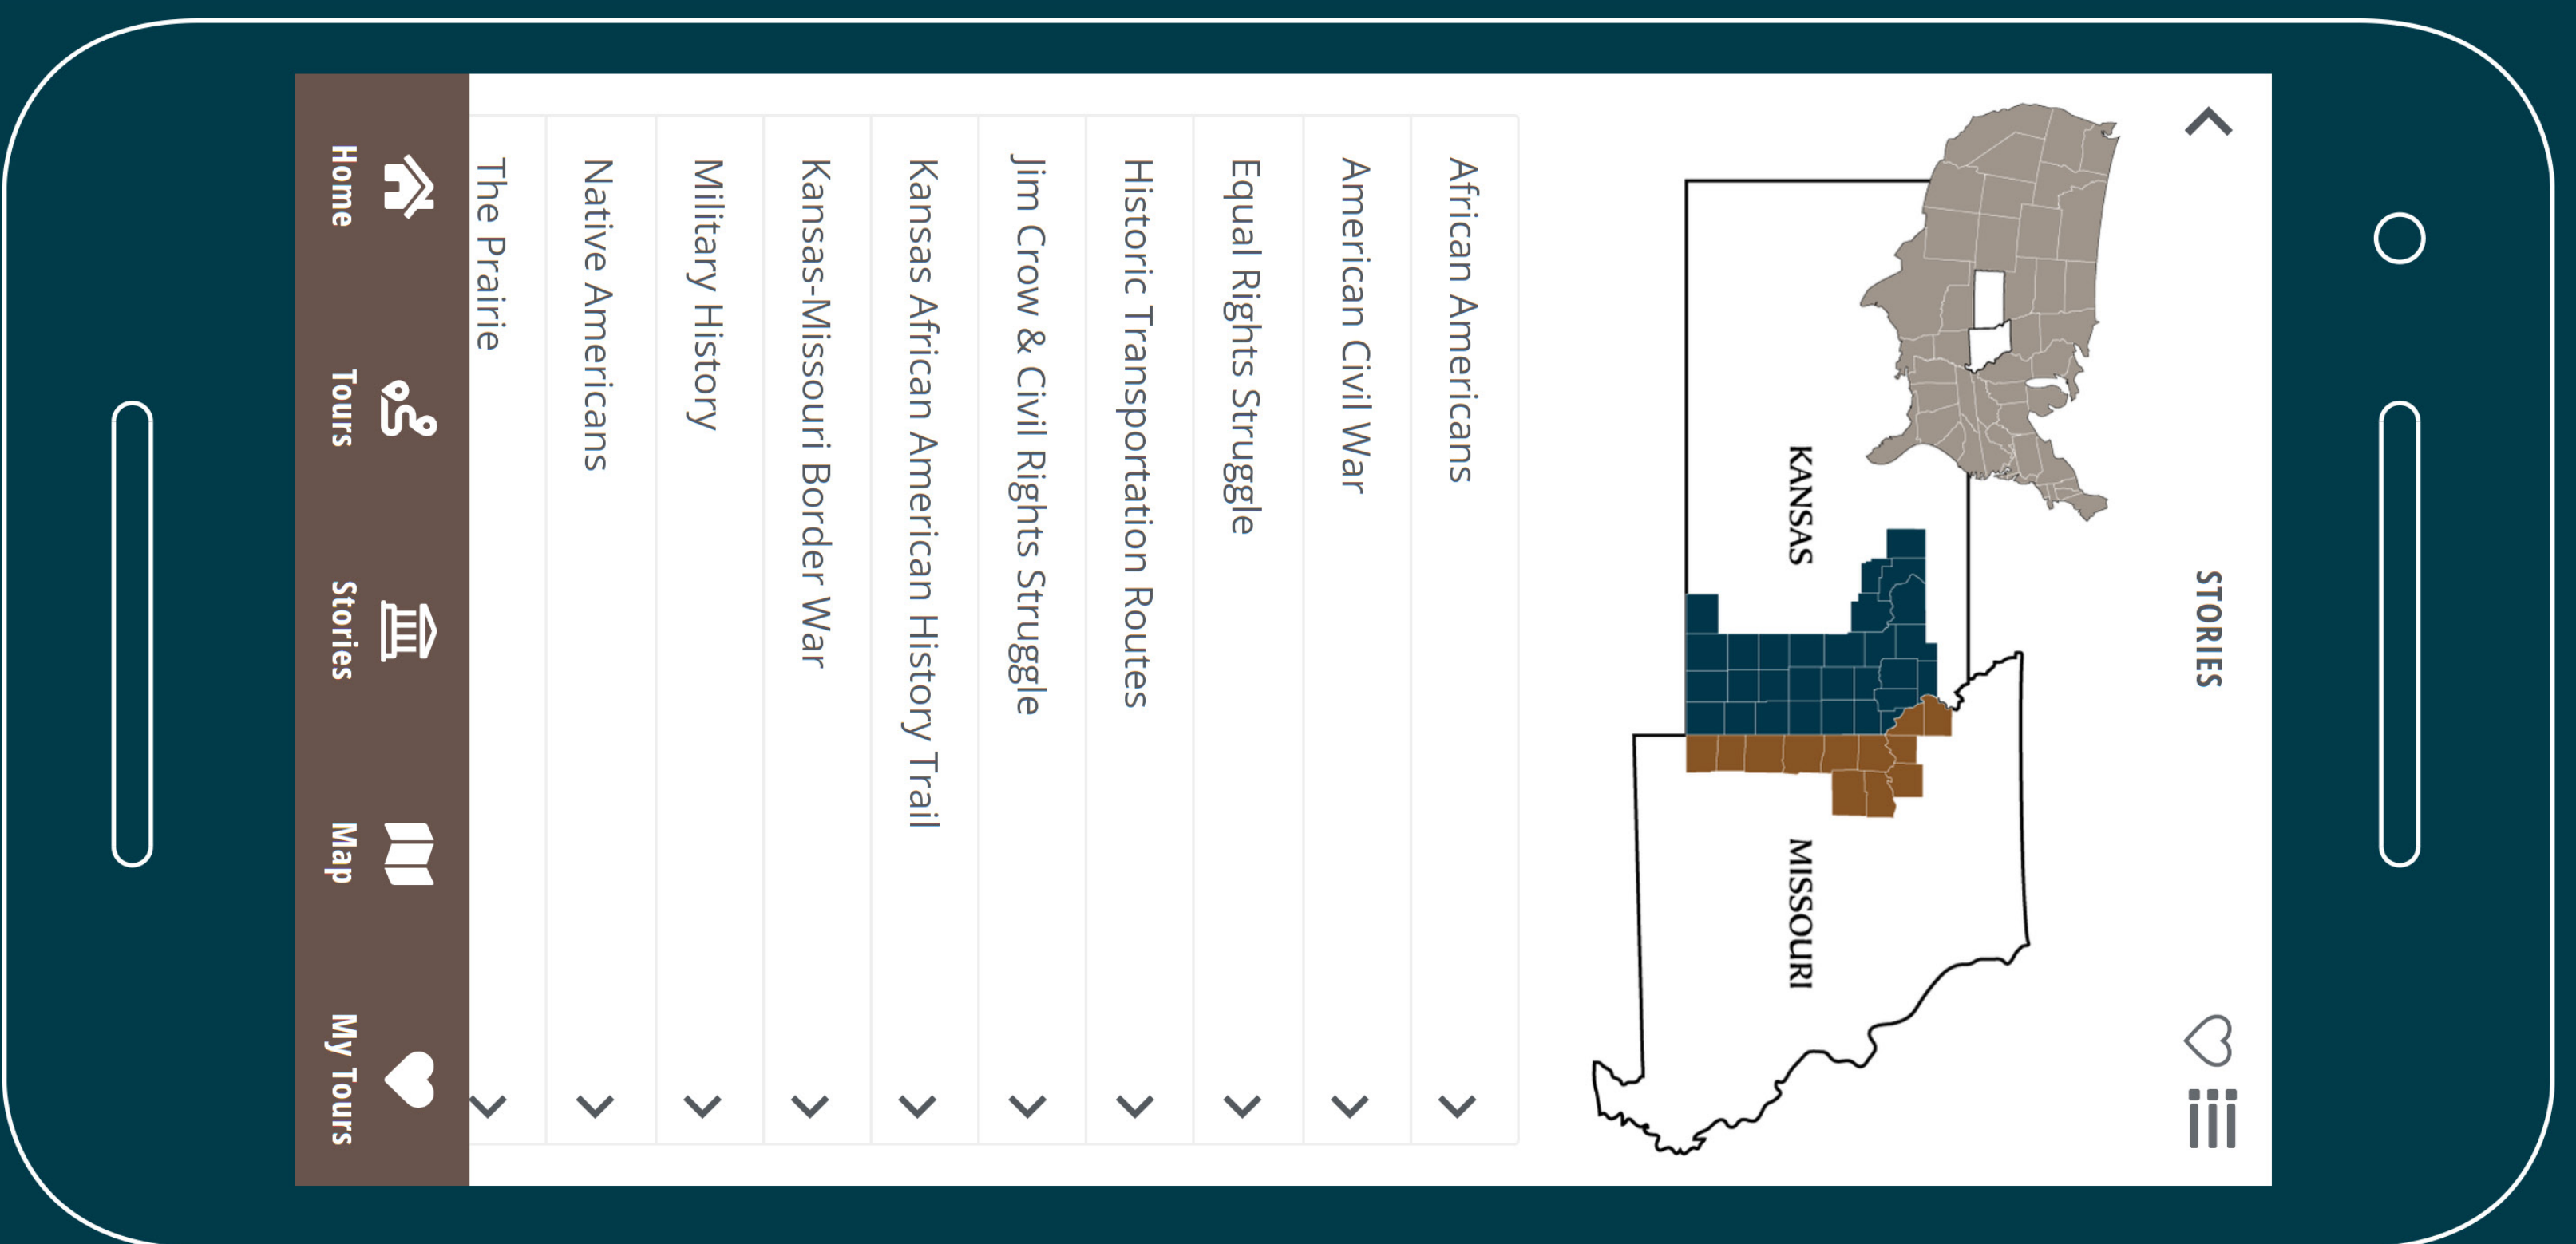 STORIES
KANSAS
MISSOURI
African Americans
American Civil War
Equal Rights Struggle
Historic Transportation Routes
Jim Crow & Civil Rights Struggle
Kansas African American History Trail
Kansas-Missouri Border War
Military History
Native Americans
The Prairie
Home
Tours
Stories
Map
My Tours